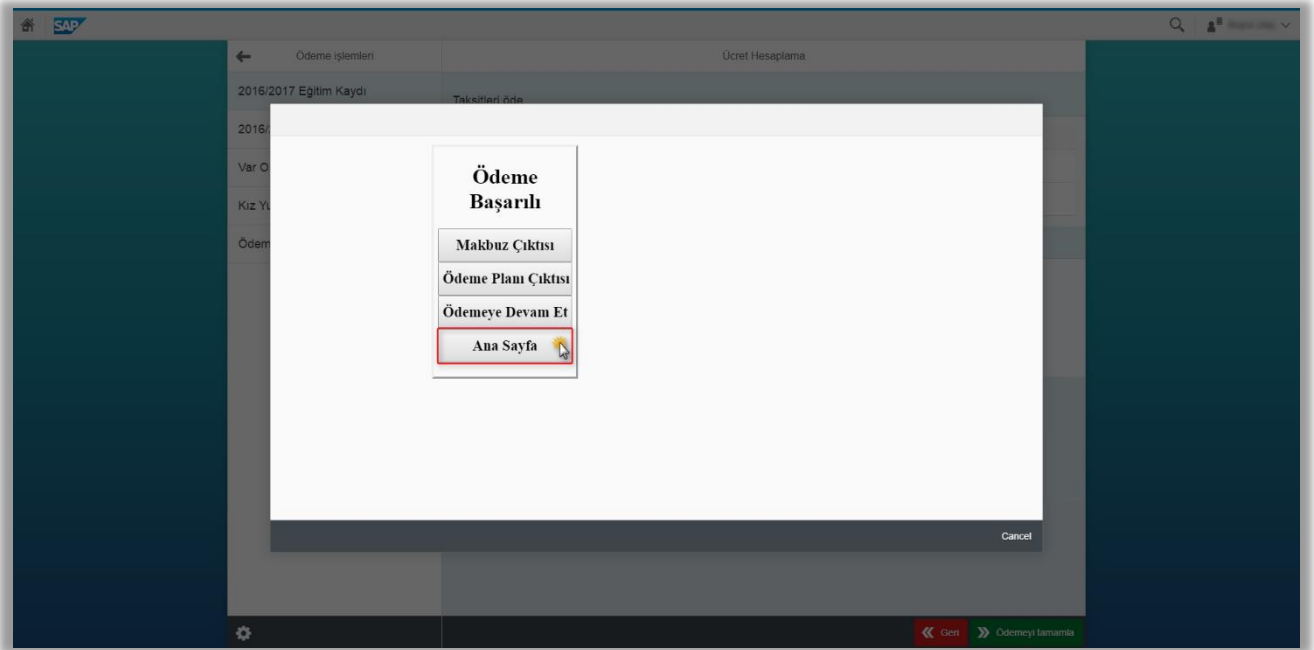 SAP
Ödeme işlemleri
Ücret Hesaplama
2016/2017 Eğitim Kaydı
Taksitleri öde
2016/
Var O
Kız Yu
Ödem
Ödeme
Başarılı
Makbuz Çıktısı
Ödeme Planı Çıktısı
Ödemeye Devam Et
Ana Sayfa
Cancel
Geri
Ödemeyi tamamla